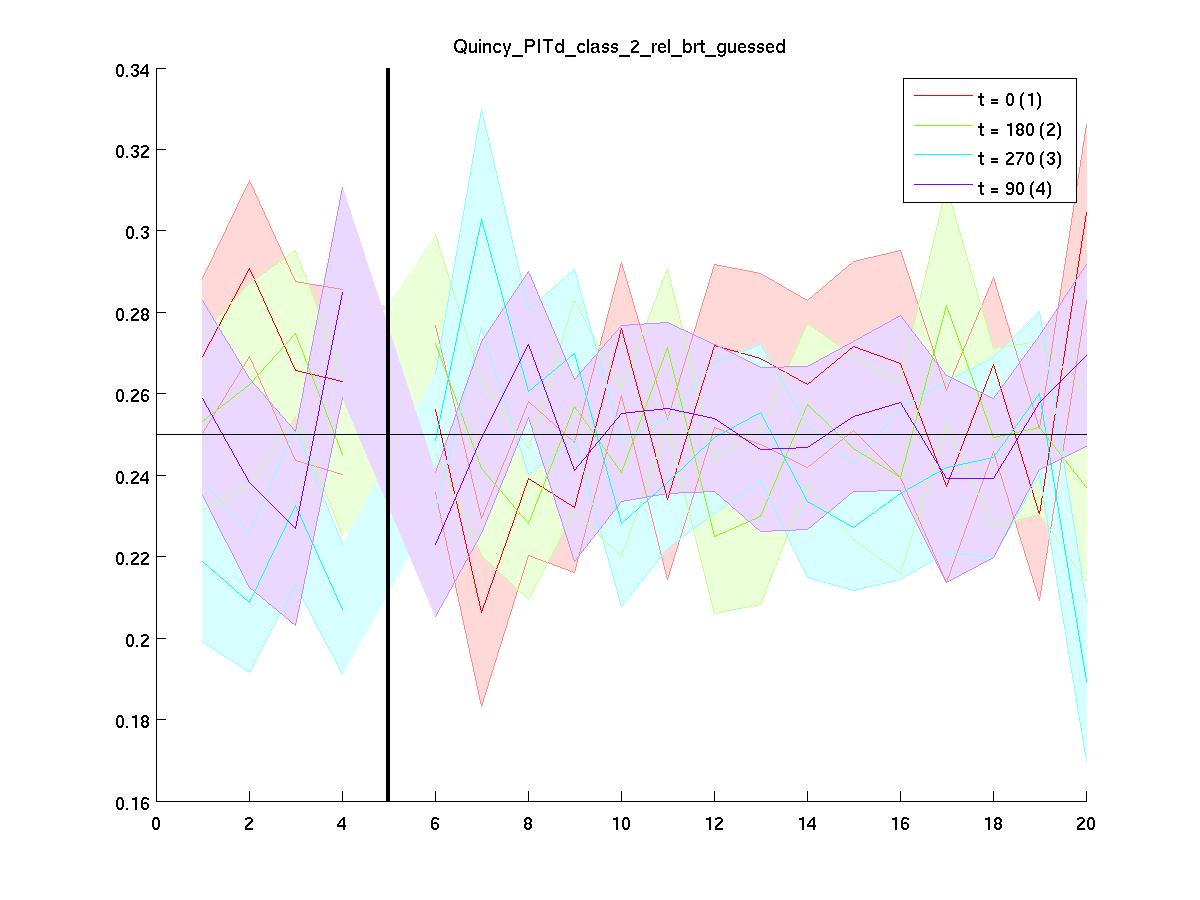 Quincy_PITd_class_2_rel_brt_guessed
0.34
0.32
0.3
0.28
0.26
0.24
0.22
0.2
0.18
0.16
t = 0 (1)
t = 180 (2)
t = 270 (3)
t = 90 (4)
0 2 4 6 8 10 12 14 16 18 20